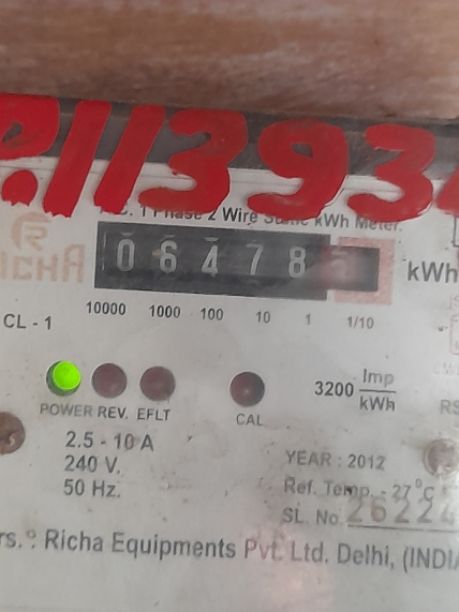 P.113934
A.C. 1 Phase 2 Wire Static kWh Meter.
RICHA
0 6 4 7 8
kWh
10000 1000 100 10 1 1/10
CL - 1
3200 Imp/kWh
POWER REV. EFLT
CAL
2.5 - 10 A
240 V.
50 Hz.
YEAR : 2012
Ref. Temp. - 27°C
SL. No. 26224
rs. : Richa Equipments Pvt. Ltd. Delhi, (INDIA